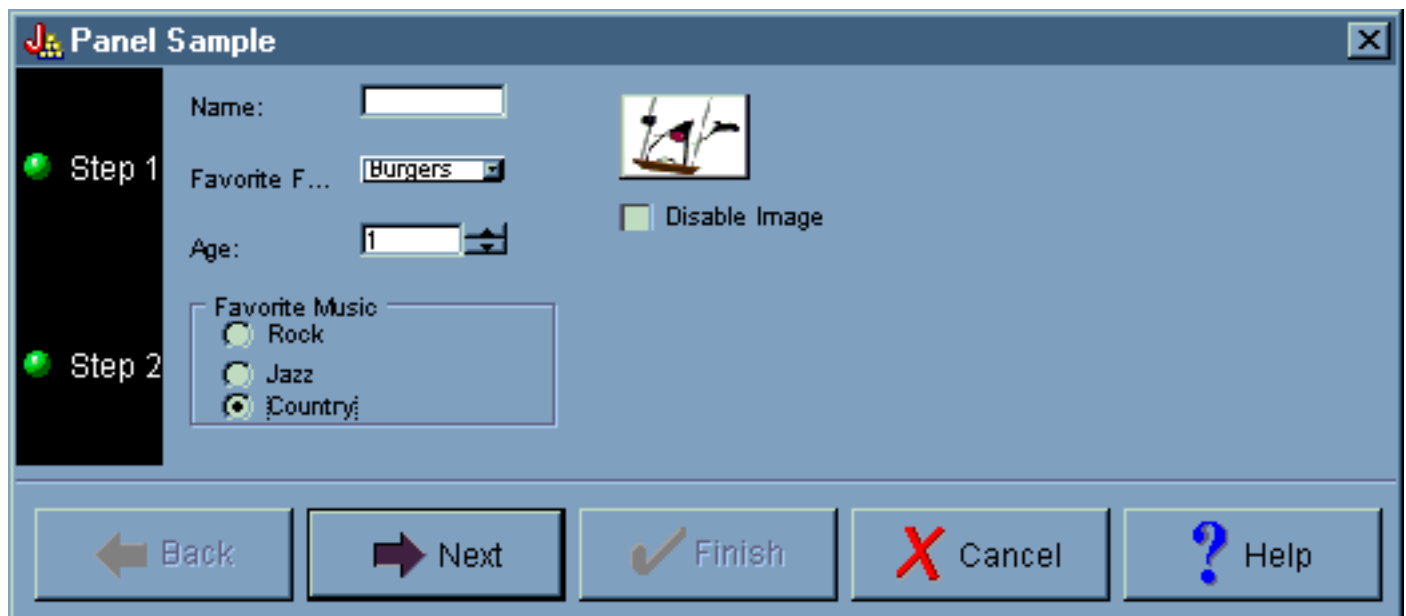 Panel Sample
Step 1
Step 2
Name:
Favorite F...
Burgers
Age:
1
Disable Image
Favorite Music
Rock
Jazz
Country
Back
Next
Finish
Cancel
Help